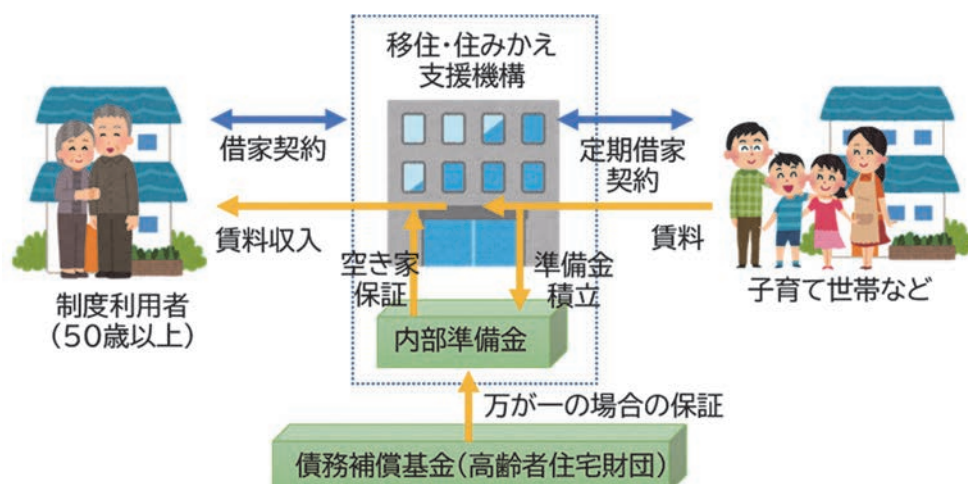 移住・住みかえ
支援機構
借家契約
定期借家
契約
賃料収入
賃料
空き家
保証
準備金
積立
制度利用者
(50歳以上)
子育て世帯など
内部準備金
万が一の場合の保証
債務補償基金(高齢者住宅財団)